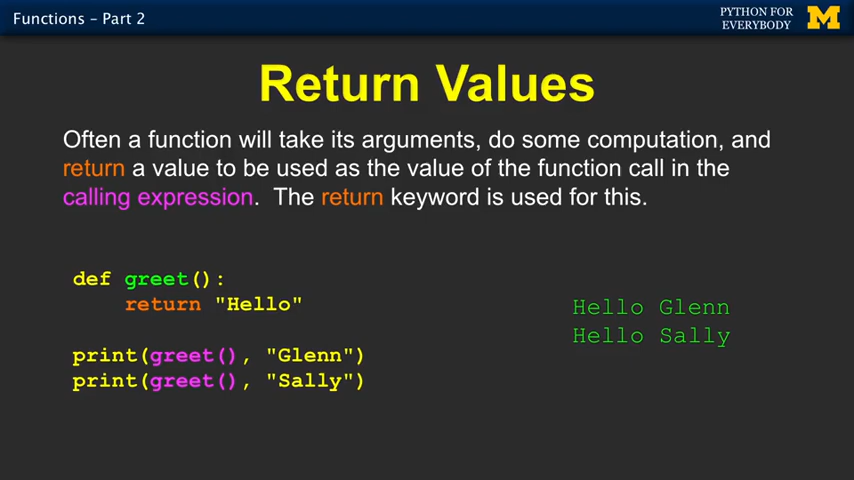 Functions – Part 2
PYTHON FOR
EVERYBODY
M
Return Values
Often a function will take its arguments, do some computation, and
return a value to be used as the value of the function call in the
calling expression.  The return keyword is used for this.
def greet():
    return "Hello"
print(greet(), "Glenn")
print(greet(), "Sally")
Hello Glenn
Hello Sally